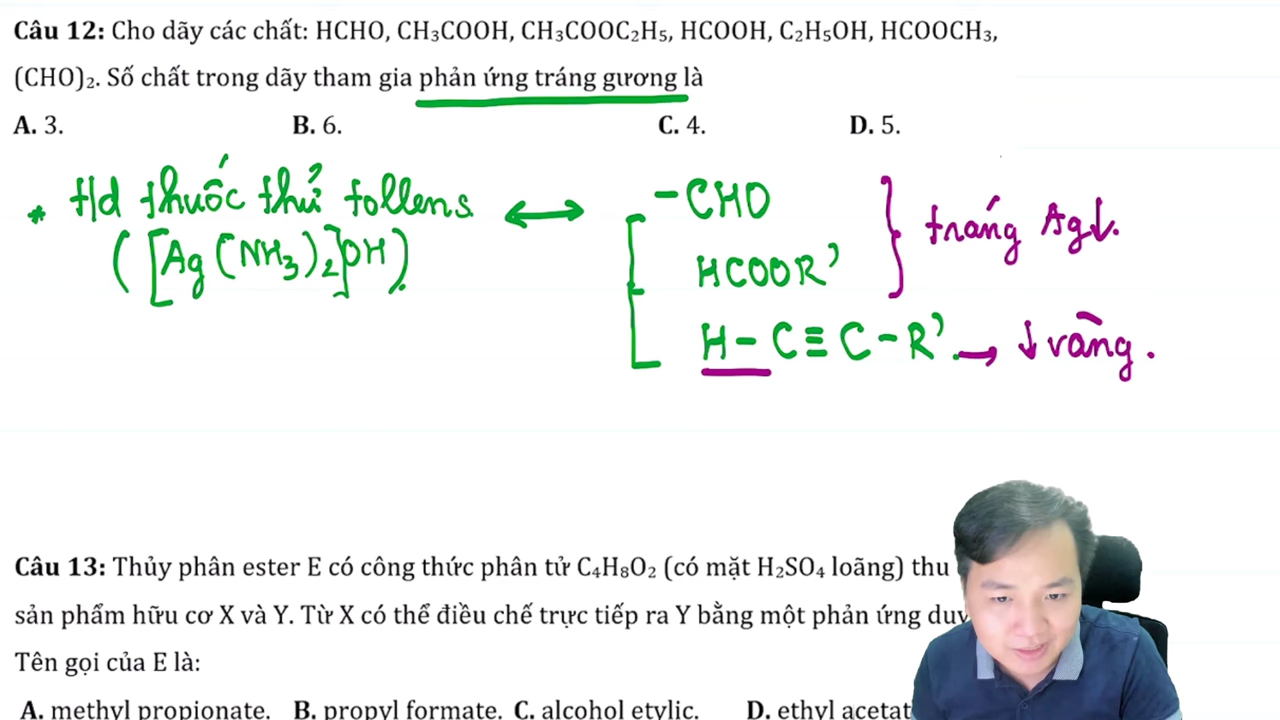 Câu 12: Cho dãy các chất: HCHO, CH₃COOH, CH₃COOC₂H₅, HCOOH, C₂H₅OH, HCOOCH₃,
(CHO)₂. Số chất trong dãy tham gia phản ứng tráng gương là
A. 3. B. 6. C. 4. D. 5.
* t/d thuốc thử tollens ↔ -CHO
([Ag(NH₃)₂]OH) HCOOR' } tráng Ag↓.
H-C≡C-R' → ↓ vàng.
Câu 13: Thủy phân ester E có công thức phân tử C₄H₈O₂ (có mặt H₂SO₄ loãng) thu
sản phẩm hữu cơ X và Y. Từ X có thể điều chế trực tiếp ra Y bằng một phản ứng duy
Tên gọi của E là:
A. methyl propionate. B. propyl formate. C. alcohol etylic. D. ethyl acetat